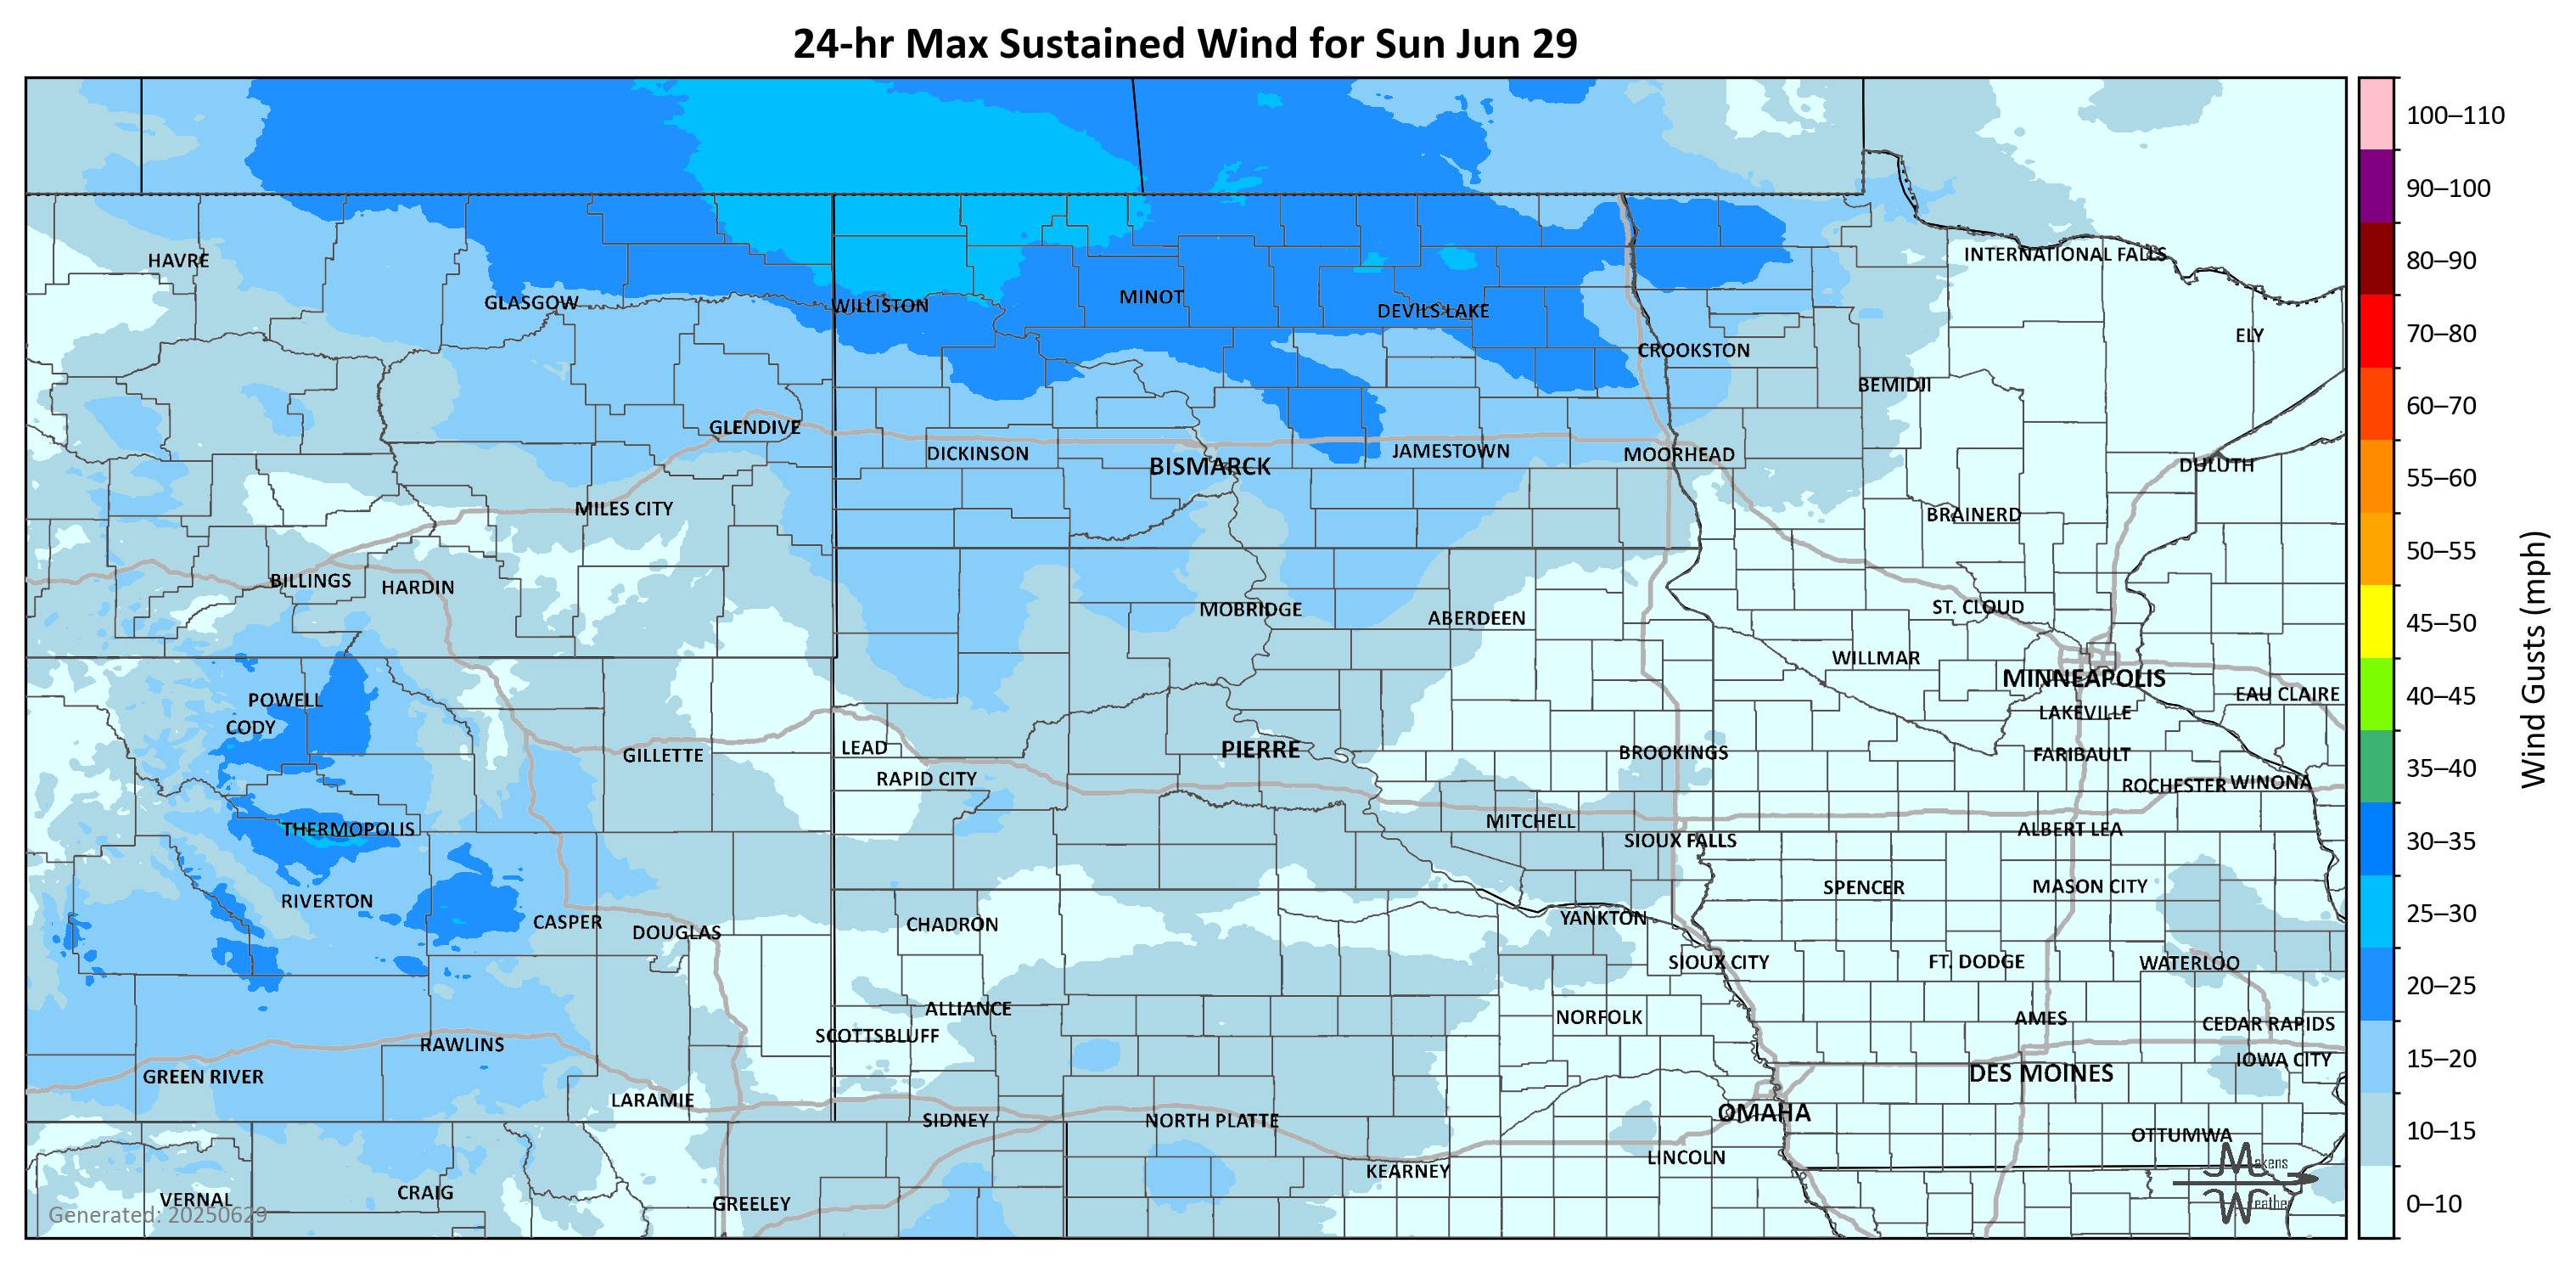 24-hr Max Sustained Wind for Sun Jun 29
HAVRE
GLASGOW
WILLISTON
MINOT
DEVILS LAKE
CROOKSTON
INTERNATIONAL FALLS
ELY
BEMIDJI
GLENDIVE
DICKINSON
BISMARCK
JAMESTOWN
MOORHEAD
DULUTH
MILES CITY
BRAINERD
BILLINGS
HARDIN
MOBRIDGE
ABERDEEN
ST. CLOUD
WILLMAR
MINNEAPOLIS
EAU CLAIRE
POWELL
CODY
LAKEVILLE
GILLETTE
LEAD
PIERRE
BROOKINGS
FARIBAULT
RAPID CITY
ROCHESTER
WINONA
THERMOPOLIS
MITCHELL
SIOUX FALLS
ALBERT LEA
RIVERTON
SPENCER
MASON CITY
CASPER
DOUGLAS
CHADRON
YANKTON
SIOUX CITY
FT. DODGE
WATERLOO
ALLIANCE
NORFOLK
AMES
CEDAR RAPIDS
SCOTTSBLUFF
RAWLINS
IOWA CITY
GREEN RIVER
DES MOINES
LARAMIE
SIDNEY
NORTH PLATTE
OMAHA
OTTUMWA
KEARNEY
LINCOLN
VERNAL
CRAIG
GREELEY
Generated: 20250629
Makens
Weather
100–110
90–100
80–90
70–80
60–70
55–60
50–55
45–50
40–45
35–40
30–35
25–30
20–25
15–20
10–15
0–10
Wind Gusts (mph)